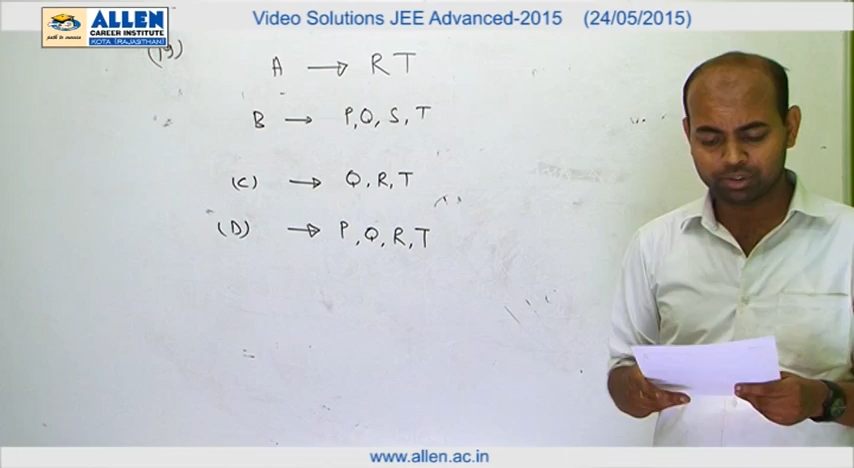 ALLEN
CAREER INSTITUTE
path to success
KOTA (RAJASTHAN)
Video Solutions JEE Advanced-2015 (24/05/2015)
(19)
A → R T
B → P, Q, S, T
(C) → Q, R, T
(D) → P, Q, R, T
www.allen.ac.in